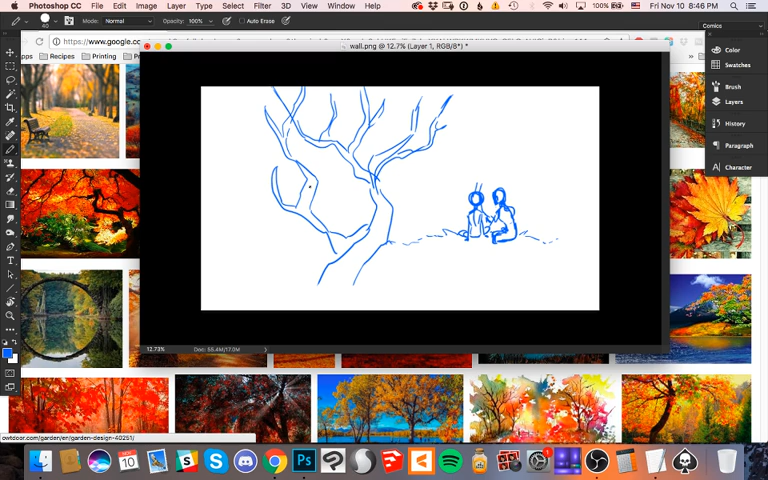 Photoshop CC File Edit Image Layer Type Select Filter 3D View Window Help 100% Fri Nov 10 8:46 PM
40 Mode: Normal Opacity: 100% Auto Erase
Comics
https://www.google.co
wall.png @ 12.7% (Layer 1, RGB/8*) *
Recipes Printing
Color
Swatches
Brush
Layers
History
Paragraph
Character
12.73% Doc: 55.4M/17.0M
owtdoor.com/garden/en/garden-design-40251/
NOV
10